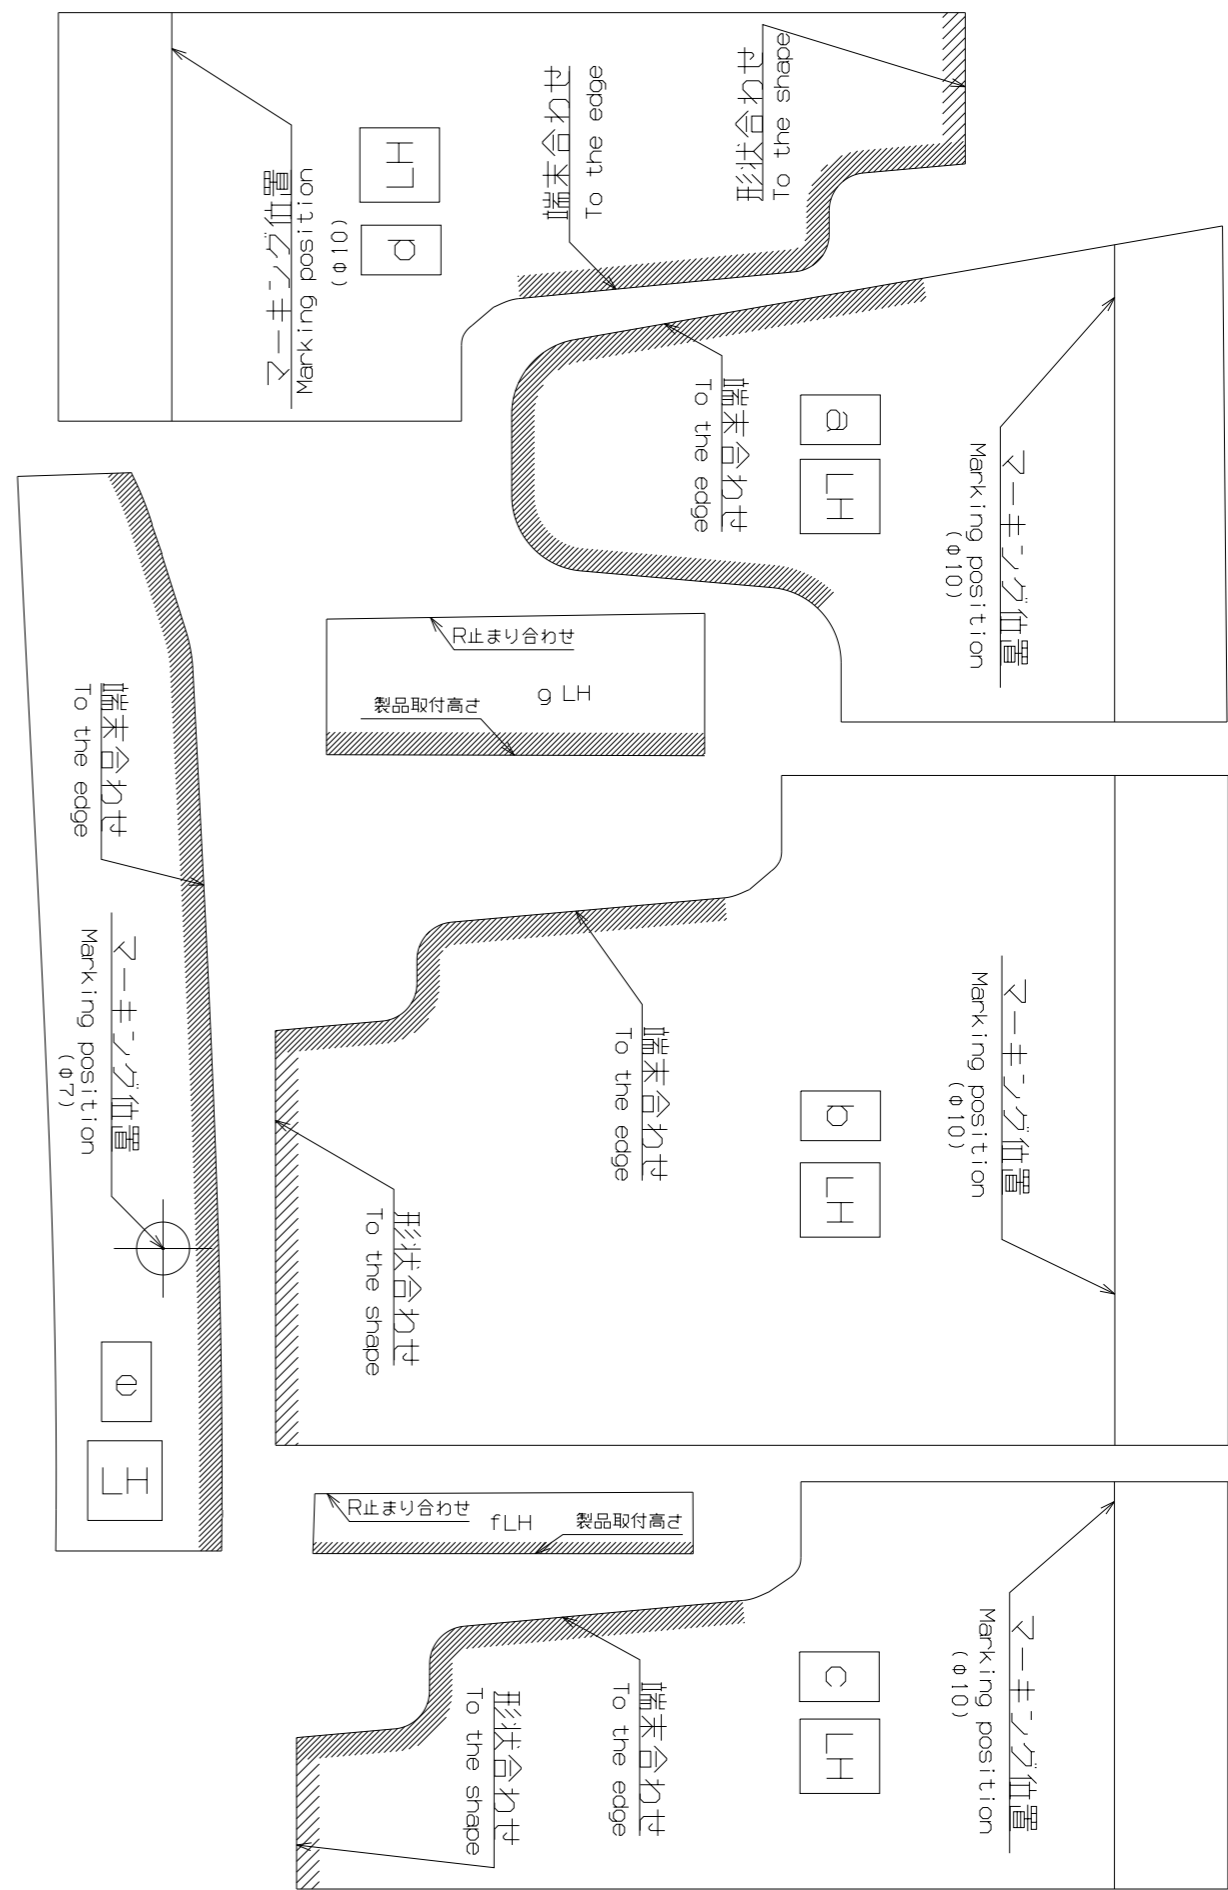 形状合わせ
To the shape
端末合わせ
To the edge
LH
d
マーキング位置
Marking position
(Φ10)
端末合わせ
To the edge
a
LH
マーキング位置
Marking position
(Φ10)
R止まり合わせ
g LH
製品取付高さ
端末合わせ
To the edge
マーキング位置
Marking position
(Φ7)
e
LH
端末合わせ
To the edge
形状合わせ
To the shape
b
LH
マーキング位置
Marking position
(Φ10)
R止まり合わせ
fLH
製品取付高さ
端末合わせ
To the edge
形状合わせ
To the shape
c
LH
マーキング位置
Marking position
(Φ10)